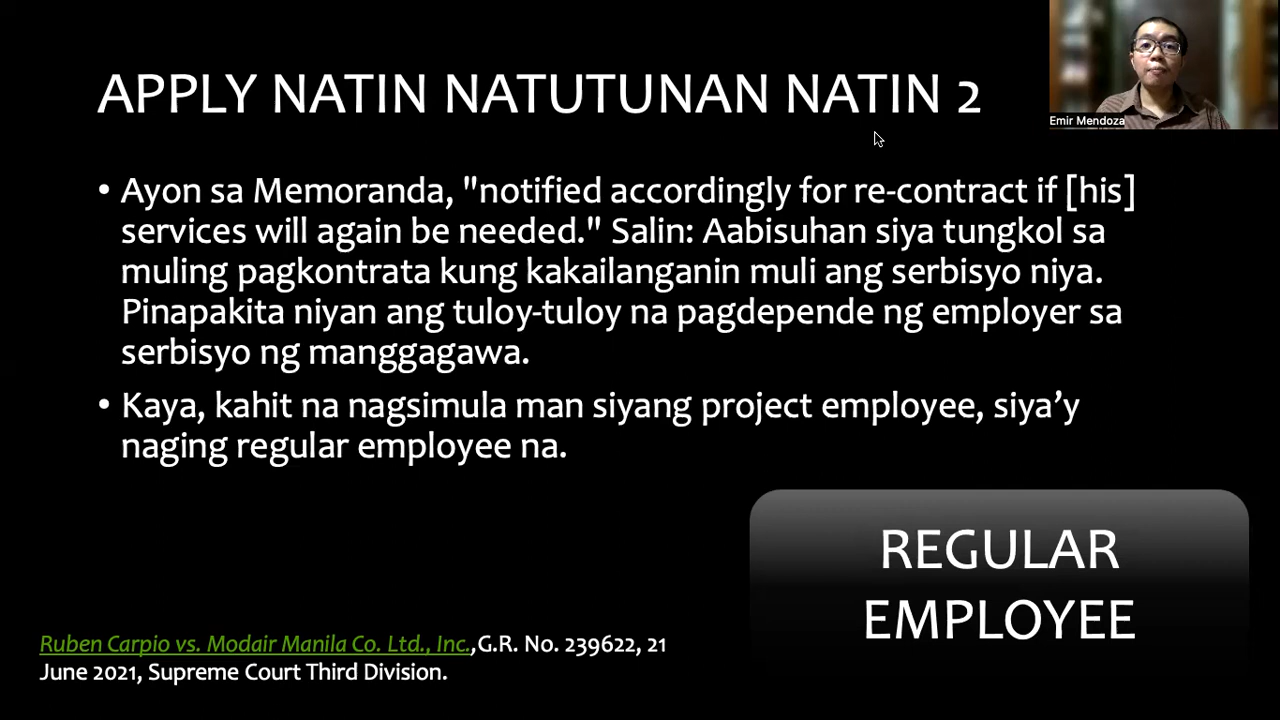 APPLY NATIN NATUTUNAN NATIN 2
Emir Mendoza
• Ayon sa Memoranda, "notified accordingly for re-contract if [his]
services will again be needed." Salin: Aabisuhan siya tungkol sa
muling pagkontrata kung kakailanganin muli ang serbisyo niya.
Pinapakita niyan ang tuloy-tuloy na pagdepende ng employer sa
serbisyo ng manggagawa.
• Kaya, kahit na nagsimula man siyang project employee, siya’y
naging regular employee na.
REGULAR
EMPLOYEE
Ruben Carpio vs. Modair Manila Co. Ltd., Inc.,G.R. No. 239622, 21
June 2021, Supreme Court Third Division.